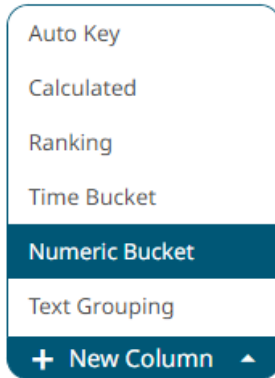 Auto Key
Calculated
Ranking
Time Bucket
Numeric Bucket
Text Grouping
+ New Column